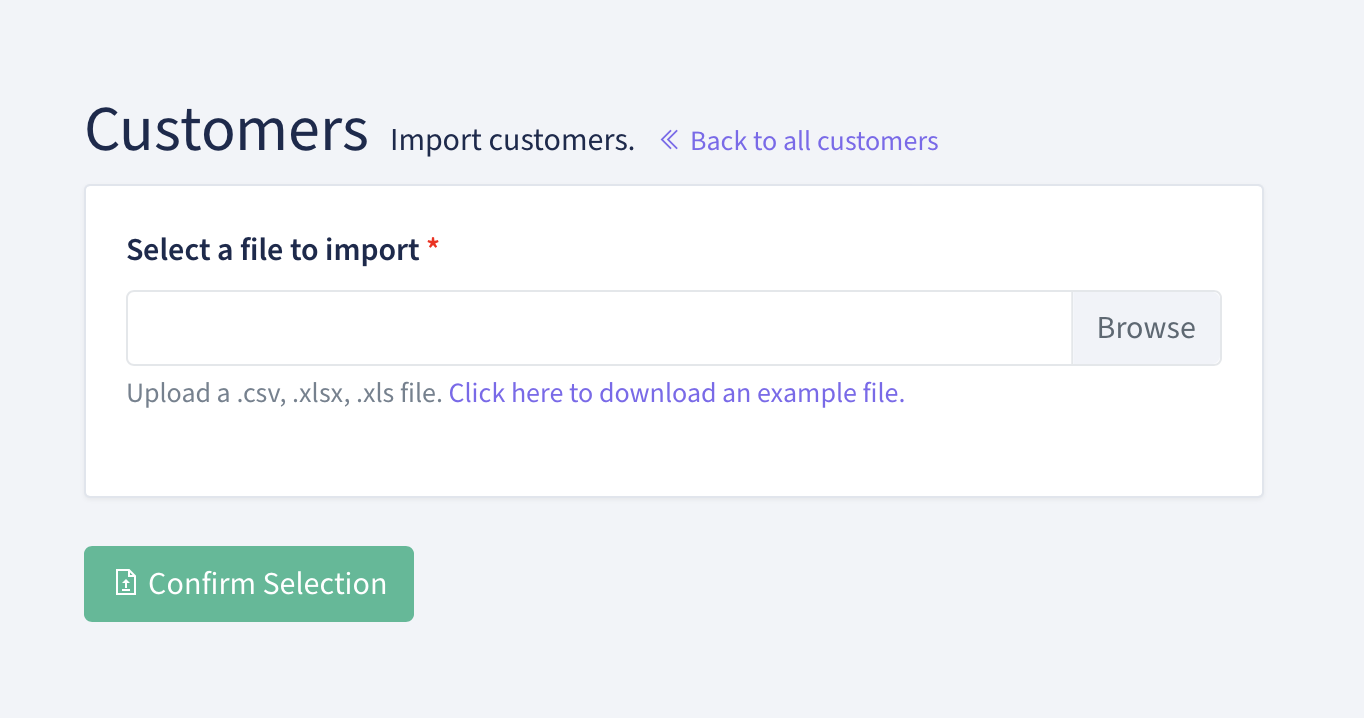 Customers Import customers. « Back to all customers
Select a file to import *
Browse
Upload a .csv, .xlsx, .xls file. Click here to download an example file.
Confirm Selection